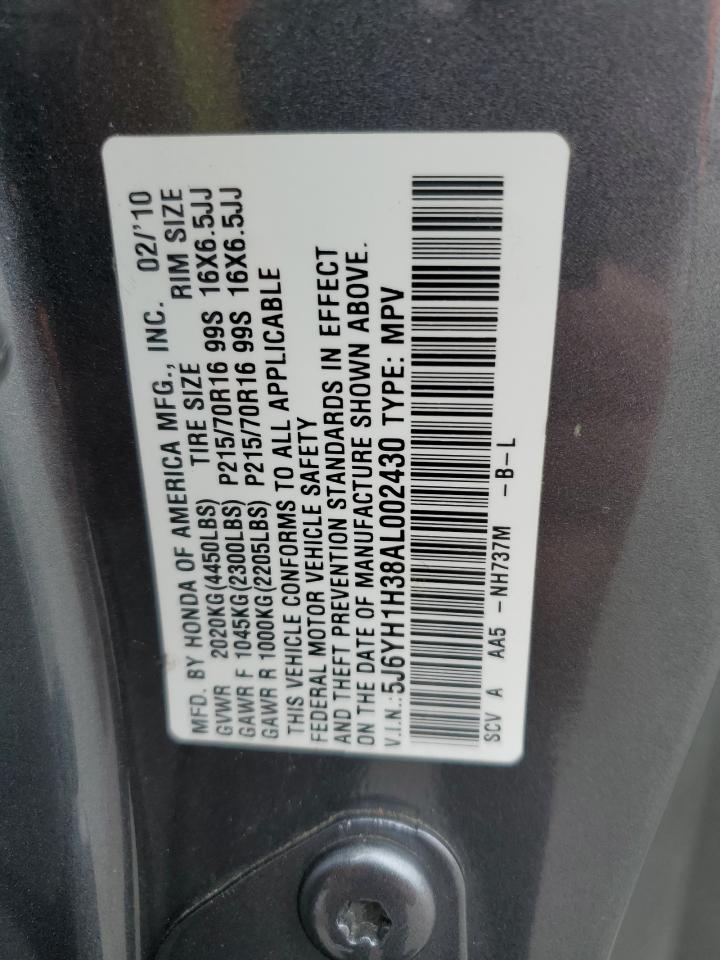 MFD. BY HONDA OF AMERICA MFG., INC. 02/'10
GVWR 2020KG(4450LBS) TIRE SIZE RIM SIZE
GAWR F 1045KG(2300LBS) P215/70R16 99S 16X6.5JJ
GAWR R 1000KG(2205LBS) P215/70R16 99S 16X6.5JJ
THIS VEHICLE CONFORMS TO ALL APPLICABLE
FEDERAL MOTOR VEHICLE SAFETY
AND THEFT PREVENTION STANDARDS IN EFFECT
ON THE DATE OF MANUFACTURE SHOWN ABOVE.
V.I.N.:5J6YH1H38AL002430 TYPE: MPV
SCV A AA5 -NH737M -B-L